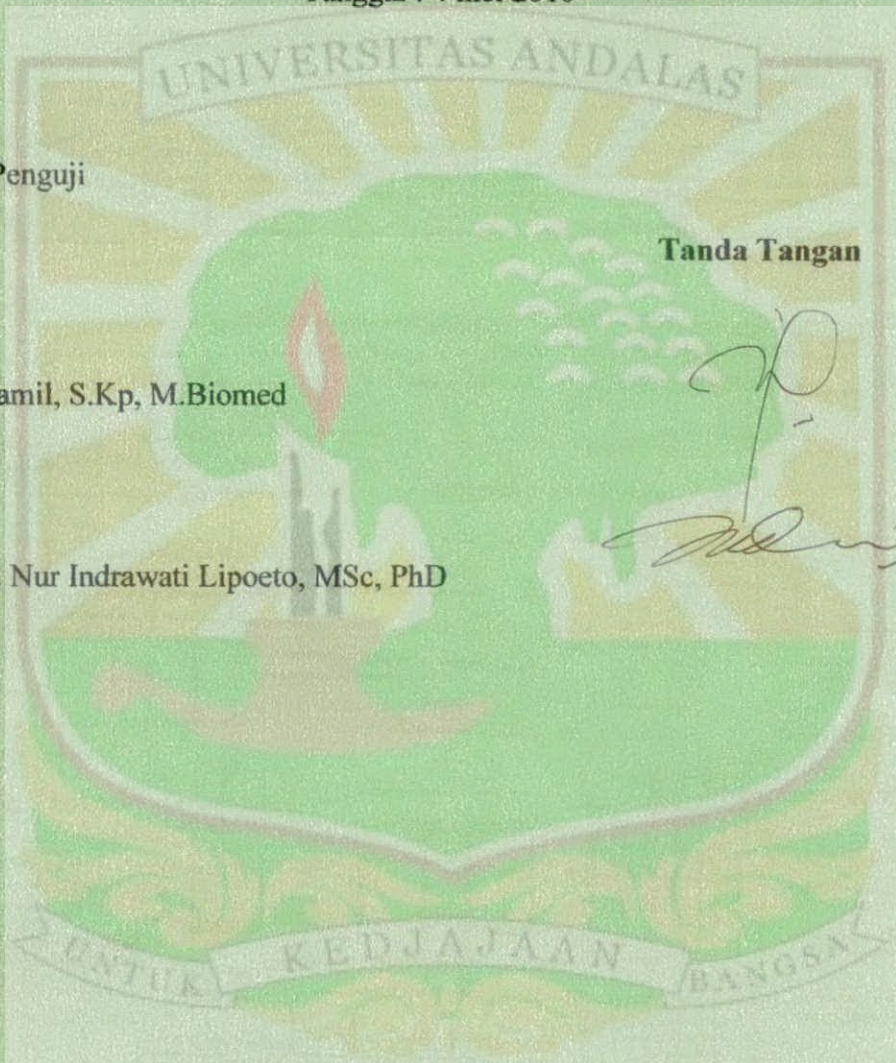 UNIVERSITAS ANDALAS
Penguji
Tanda Tangan
amil, S.Kp, M.Biomed
Nur Indrawati Lipoeto, MSc, PhD
UNTUK KEDJAJAAN BANGSA